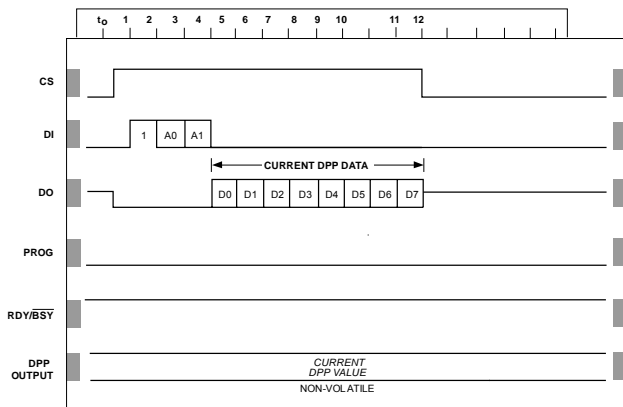 to 1 2 3 4 5 6 7 8 9 10 11 12
CS
DI 1 A0 A1
CURRENT DPP DATA
DO D0 D1 D2 D3 D4 D5 D6 D7
PROG
RDY/BSY
DPP
OUTPUT
CURRENT
DPP VALUE
NON-VOLATILE